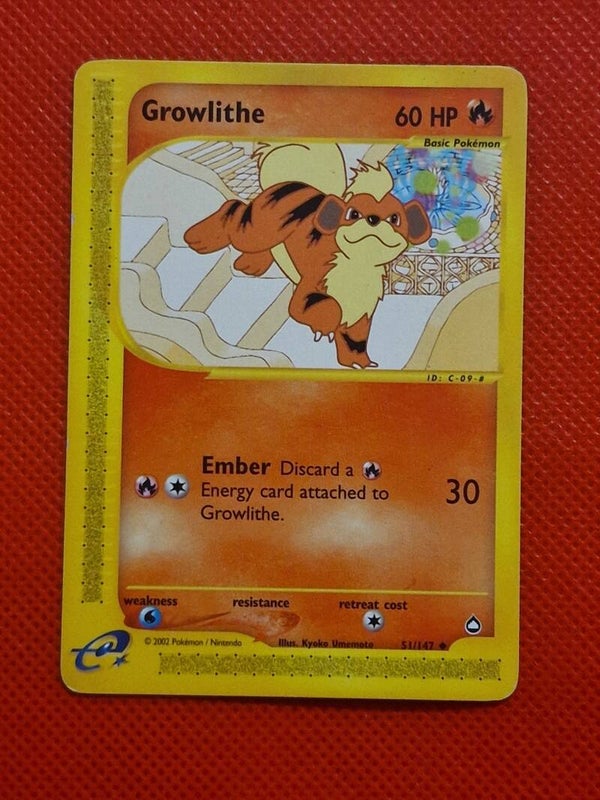 Growlithe
60 HP
Basic Pokémon
ID: C-09-#
Ember Discard a
Energy card attached to
Growlithe.
30
weakness resistance retreat cost
© 2002 Pokémon / Nintendo Illus. Kyoko Umemoto 51/147
e